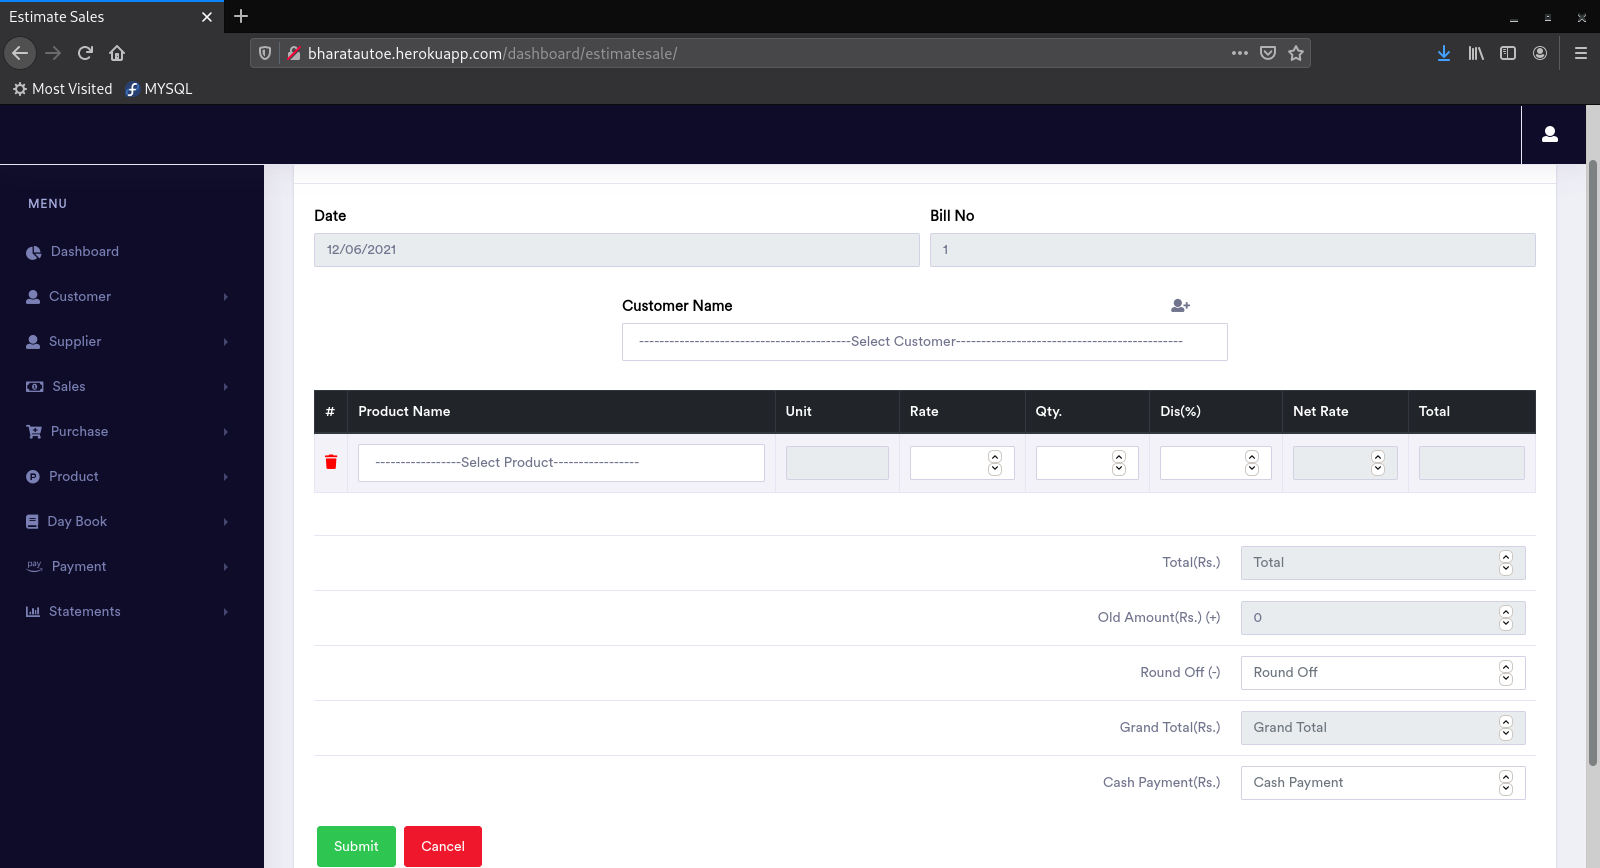 Estimate Sales
bharatautoe.herokuapp.com/dashboard/estimatesale/
Most Visited MYSQL
MENU
Dashboard
Customer
Supplier
Sales
Purchase
Product
Day Book
pay Payment
Statements
Date Bill No
12/06/2021 1
Customer Name
------------------------------------------Select Customer---------------------------------------------
# Product Name Unit Rate Qty. Dis(%) Net Rate Total
-----------------Select Product-----------------
Total(Rs.) Total
Old Amount(Rs.) (+) 0
Round Off (-) Round Off
Grand Total(Rs.) Grand Total
Cash Payment(Rs.) Cash Payment
Submit Cancel